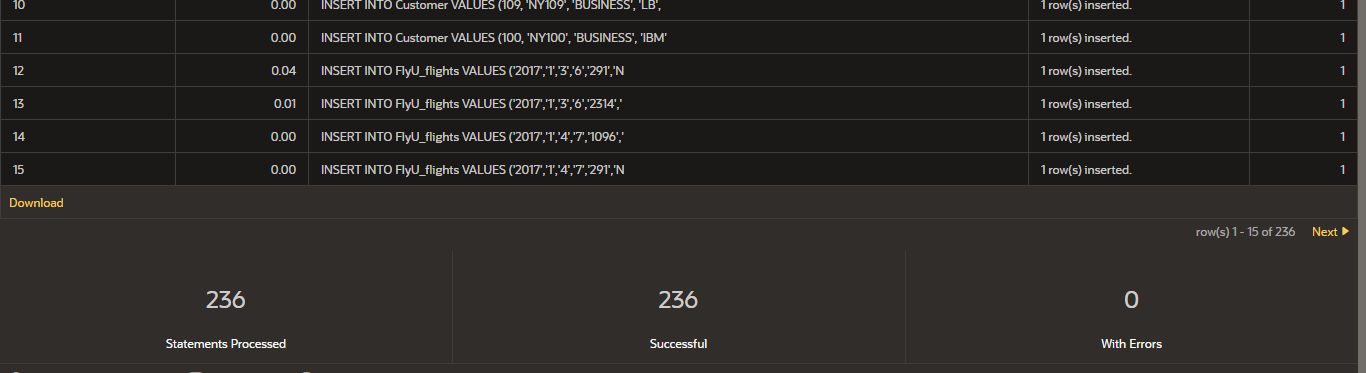 10 0.00 INSERT INTO Customer VALUES (109, 'NY109', 'BUSINESS', 'LB', 1 row(s) inserted. 1
11 0.00 INSERT INTO Customer VALUES (100, 'NY100', 'BUSINESS', 'IBM' 1 row(s) inserted. 1
12 0.04 INSERT INTO FlyU_flights VALUES ('2017','1','3','6','291','N 1 row(s) inserted. 1
13 0.01 INSERT INTO FlyU_flights VALUES ('2017','1','3','6','2314',' 1 row(s) inserted. 1
14 0.00 INSERT INTO FlyU_flights VALUES ('2017','1','4','7','1096',' 1 row(s) inserted. 1
15 0.00 INSERT INTO FlyU_flights VALUES ('2017','1','4','7','291','N 1 row(s) inserted. 1
Download
row(s) 1 - 15 of 236 Next
236 236 0
Statements Processed Successful With Errors